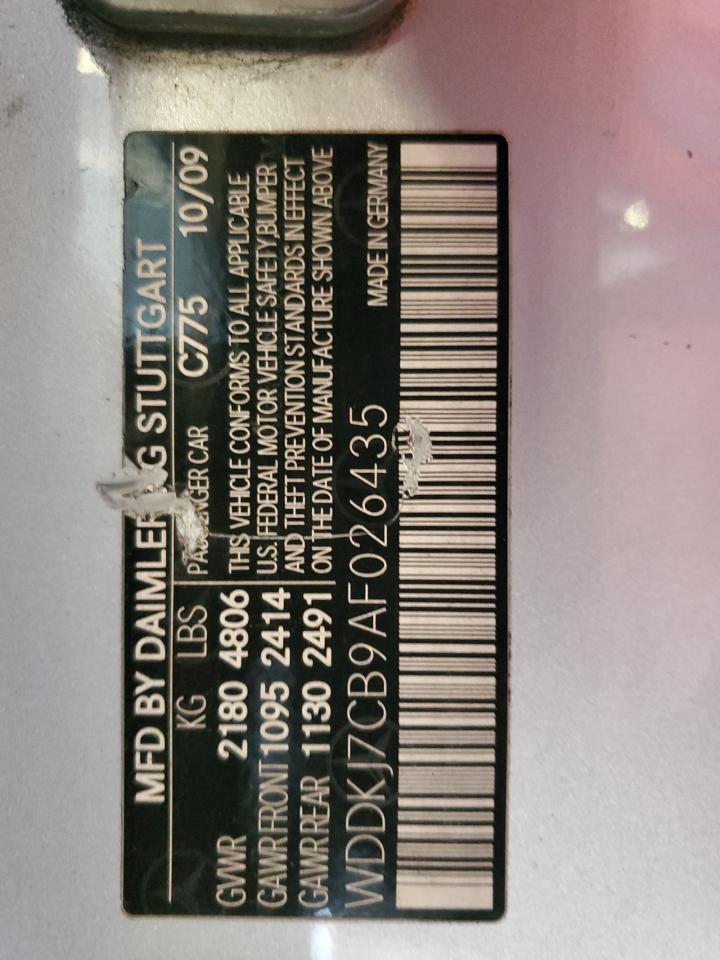 MFD BY DAIMLER AG STUTTGART
KG LBS PASSENGER CAR C775 10/09
GVWR 2180 4806 THIS VEHICLE CONFORMS TO ALL APPLICABLE
GAWR FRONT 1095 2414 U.S. FEDERAL MOTOR VEHICLE SAFETY, BUMPER
GAWR REAR 1130 2491 AND THEFT PREVENTION STANDARDS IN EFFECT
ON THE DATE OF MANUFACTURE SHOWN ABOVE
WDDKJ7CB9AF026435 MADE IN GERMANY